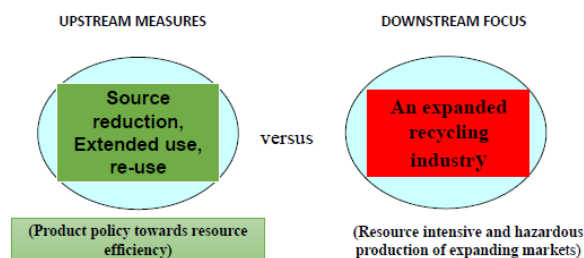 UPSTREAM MEASURES
DOWNSTREAM FOCUS
Source
reduction,
Extended use,
re-use
versus
An expanded
recycling
industry
(Product policy towards resource
efficiency)
(Resource intensive and hazardous
production of expanding markets)